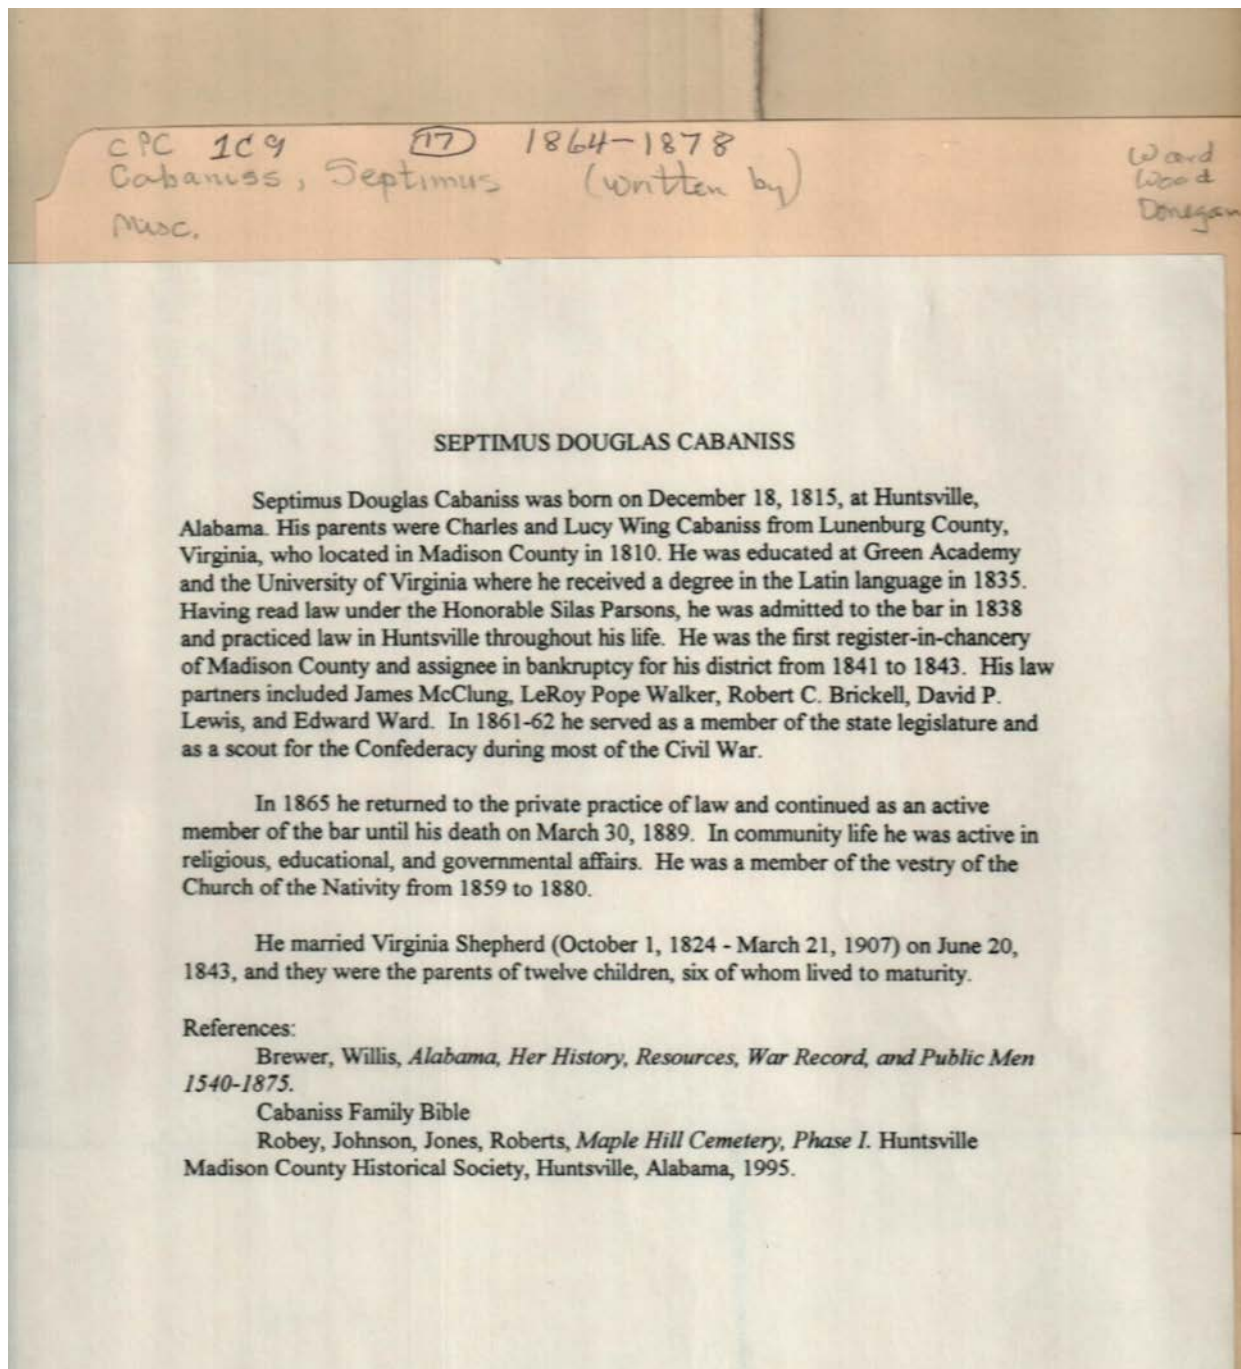 CPC 1C9 17 1864-1878
Cabaniss, Septimus (written by)
Misc.
Ward
Wood
Donegan
SEPTIMUS DOUGLAS CABANISS
Septimus Douglas Cabaniss was born on December 18, 1815, at Huntsville,
Alabama. His parents were Charles and Lucy Wing Cabaniss from Lunenburg County,
Virginia, who located in Madison County in 1810. He was educated at Green Academy
and the University of Virginia where he received a degree in the Latin language in 1835.
Having read law under the Honorable Silas Parsons, he was admitted to the bar in 1838
and practiced law in Huntsville throughout his life. He was the first register-in-chancery
of Madison County and assignee in bankruptcy for his district from 1841 to 1843. His law
partners included James McClung, LeRoy Pope Walker, Robert C. Brickell, David P.
Lewis, and Edward Ward. In 1861-62 he served as a member of the state legislature and
as a scout for the Confederacy during most of the Civil War.
In 1865 he returned to the private practice of law and continued as an active
member of the bar until his death on March 30, 1889. In community life he was active in
religious, educational, and governmental affairs. He was a member of the vestry of the
Church of the Nativity from 1859 to 1880.
He married Virginia Shepherd (October 1, 1824 - March 21, 1907) on June 20,
1843, and they were the parents of twelve children, six of whom lived to maturity.
References:
Brewer, Willis, Alabama, Her History, Resources, War Record, and Public Men
1540-1875.
Cabaniss Family Bible
Robey, Johnson, Jones, Roberts, Maple Hill Cemetery, Phase I. Huntsville
Madison County Historical Society, Huntsville, Alabama, 1995.